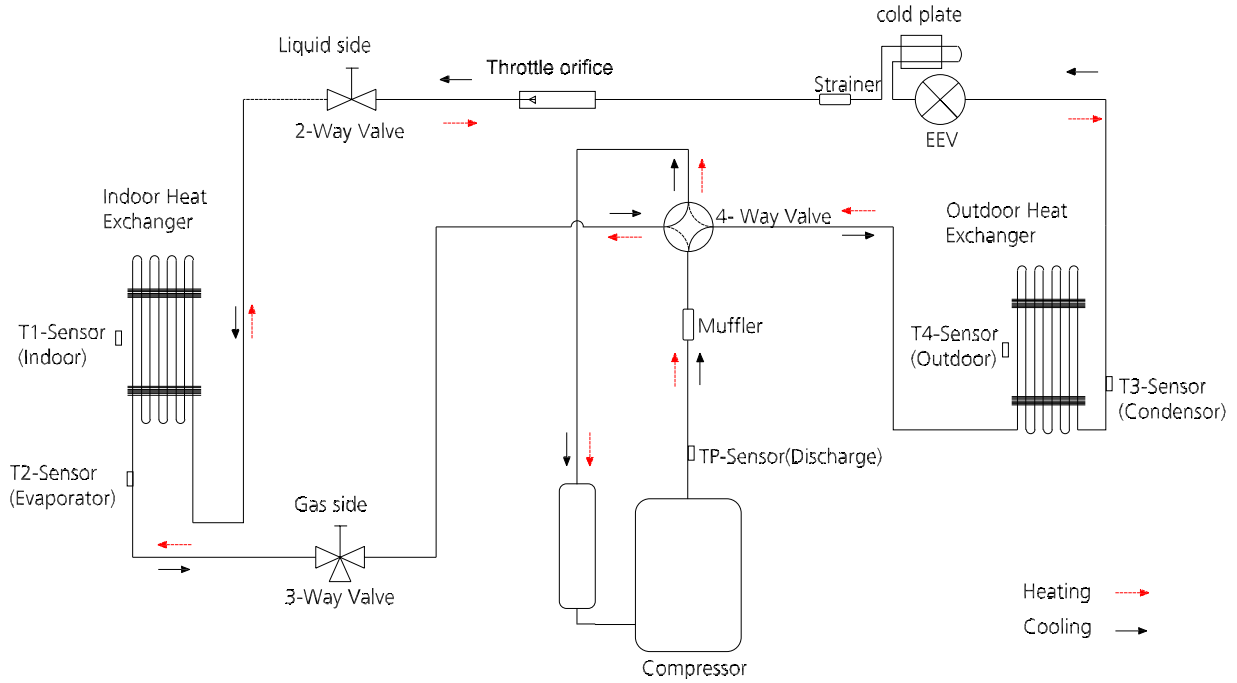 cold plate
Liquid side
Throttle orifice
Strainer
2-Way Valve
EEV
Indoor Heat
Exchanger
4- Way Valve
Outdoor Heat
Exchanger
T1-Sensor
(Indoor)
Muffler
T4-Sensor
(Outdoor)
T3-Sensor
(Condensor)
TP-Sensor(Discharge)
T2-Sensor
(Evaporator)
Gas side
3-Way Valve
Heating
Cooling
Compressor